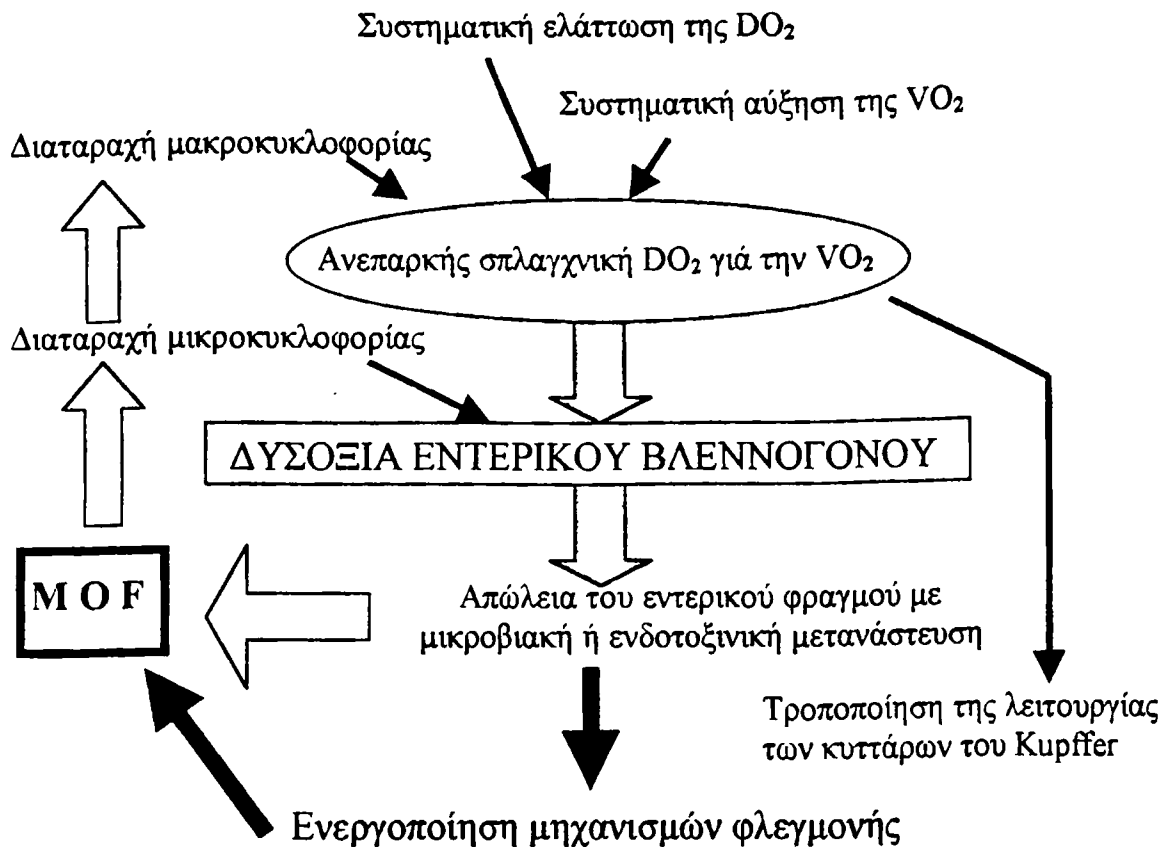 Συστηματική ελάττωση της DO₂
Συστηματική αύξηση της VO₂
Διαταραχή μακροκυκλοφορίας
Ανεπαρκής σπλαγχνική DO₂ γιά την VO₂
Διαταραχή μικροκυκλοφορίας
ΔΥΣΟΞΙΑ ΕΝΤΕΡΙΚΟΥ ΒΛΕΝΝΟΓΟΝΟΥ
M O F
Απώλεια του εντερικού φραγμού με
μικροβιακή ή ενδοτοξινική μετανάστευση
Τροποποίηση της λειτουργίας
των κυττάρων του Kupffer
Ενεργοποίηση μηχανισμών φλεγμονής